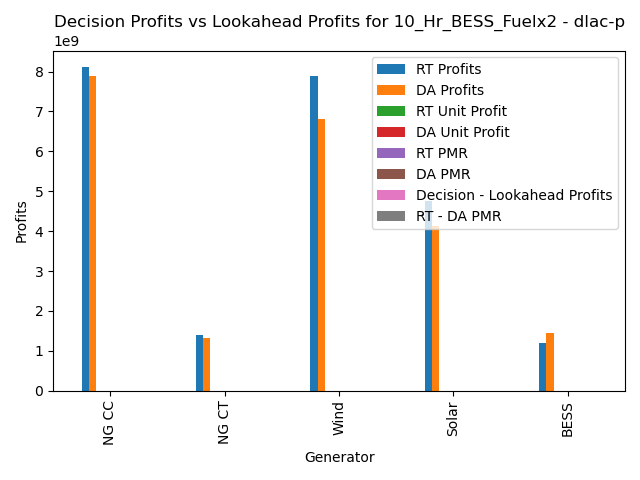 Decision Profits vs Lookahead Profits for 10_Hr_BESS_Fuelx2 - dlac-p
1e9
RT Profits
DA Profits
RT Unit Profit
DA Unit Profit
RT PMR
DA PMR
Decision - Lookahead Profits
RT - DA PMR
8
7
6
5
4
3
2
1
0
Profits
NG CC
NG CT
Wind
Solar
BESS
Generator